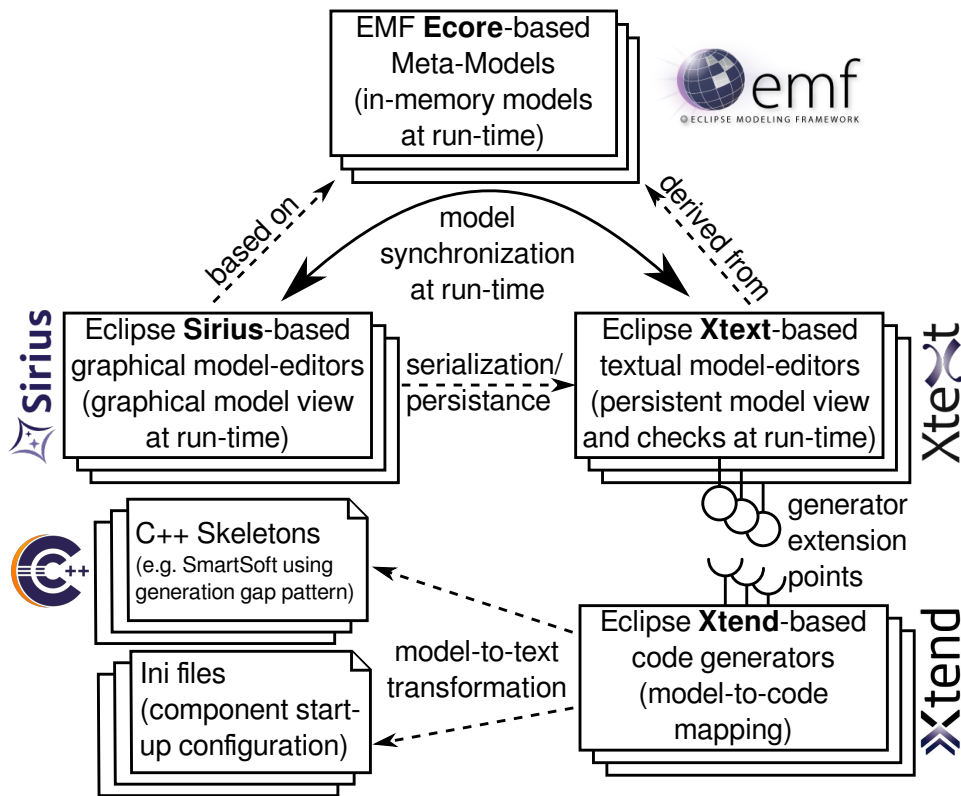 EMF Ecore-based
Meta-Models
(in-memory models
at run-time)
emf
ECLIPSE MODELING FRAMEWORK
based on
model
synchronization
at run-time
derived from
Sirius
Eclipse Sirius-based
graphical model-editors
(graphical model view
at run-time)
serialization/
persistance
Eclipse Xtext-based
textual model-editors
(persistent model view
and checks at run-time)
Xtext
generator
extension
points
C++
C++ Skeletons
(e.g. SmartSoft using
generation gap pattern)
Ini files
(component start-
up configuration)
model-to-text
transformation
Eclipse Xtend-based
code generators
(model-to-code
mapping)
Xtend